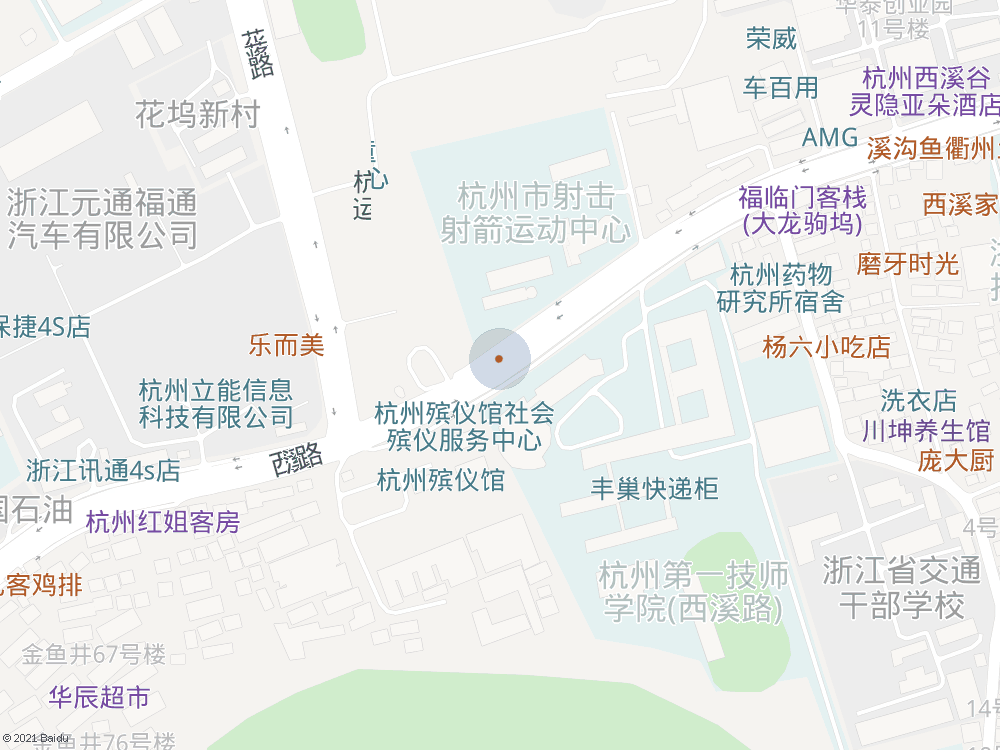 华泰创业园
11号楼
荣威
杭州西溪谷
灵隐亚朵酒店
车百用
花坞新村
AMG
溪沟鱼衢州
浙江元通福通
汽车有限公司
杭州市射击
射箭运动中心
福临门客栈
(大龙驹坞)
西溪家
磨牙时光
杭州药物
研究所宿舍
保捷4S店
乐而美
杨六小吃店
杭州立能信息
科技有限公司
杭州殡仪馆社会
殡仪服务中心
洗衣店
川坤养生馆
庞大厨
浙江讯通4s店
西溪路
杭州殡仪馆
丰巢快递柜
国石油
杭州红姐客房
4号
客鸡排
杭州第一技师
学院(西溪路)
浙江省交通
干部学校
金鱼井67号楼
华辰超市
14号
金鱼井76号楼
© 2021 Baidu